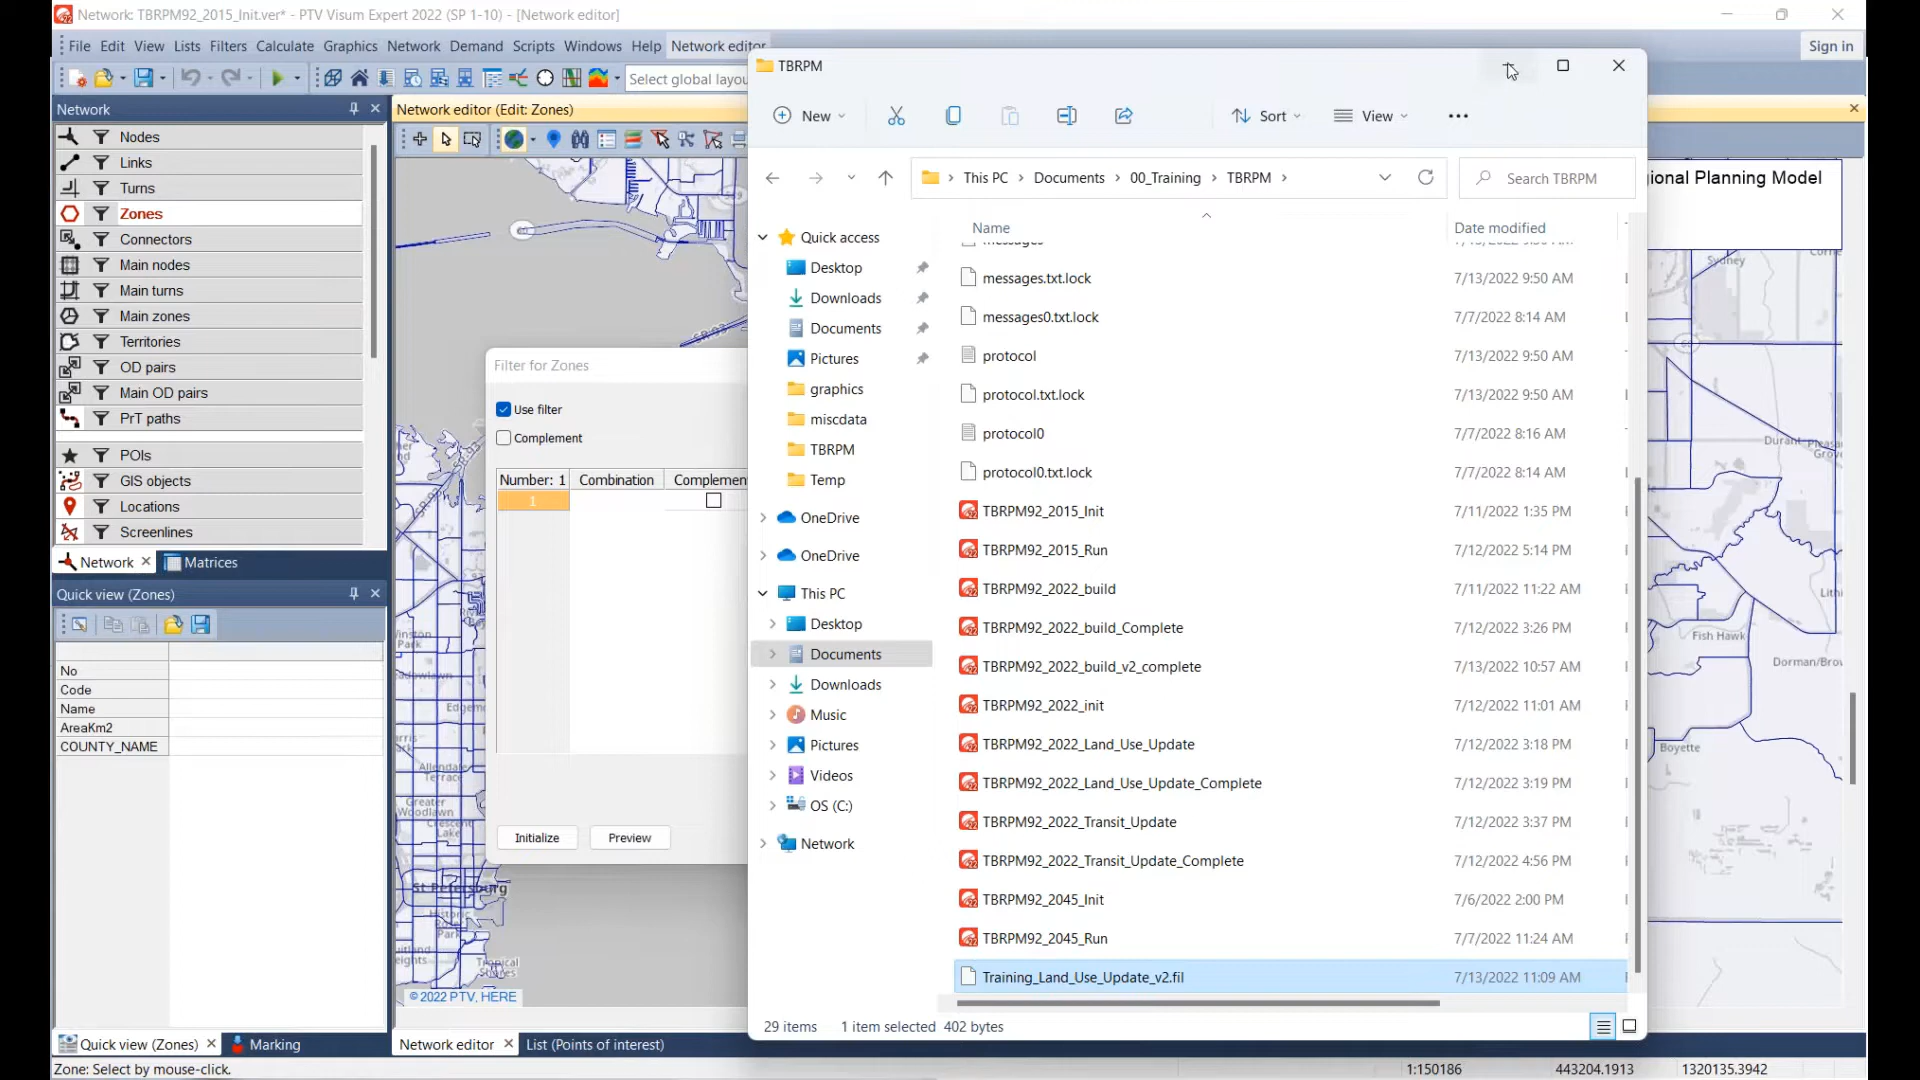 Network: TBRPM92_2015_Init.ver* - PTV Visum Expert 2022 (SP 1-10) - [Network editor]
File Edit View Lists Filters Calculate Graphics Network Demand Scripts Windows Help Network editor
Sign in
Select global layou
Network
Network editor (Edit: Zones)
Nodes
Links
Turns
Zones
Connectors
Main nodes
Main turns
Main zones
Territories
OD pairs
Main OD pairs
PrT paths
POIs
GIS objects
Locations
Screenlines
Network
Matrices
Quick view (Zones)
No
Code
Name
AreaKm2
COUNTY_NAME
Quick view (Zones)
Marking
Filter for Zones
Use filter
Complement
Number: 1 Combination Complemen
1
Initialize
Preview
St Petersburg
Historic
Park
Tropical
Shores
Greater
Woodlawn
Crescent
Lake
Allendale
Terrace
© 2022 PTV, HERE
Network editor
List (Points of interest)
TBRPM
New
Sort
View
This PC
Documents
00_Training
TBRPM
Search TBRPM
Quick access
Desktop
Downloads
Documents
Pictures
graphics
miscdata
TBRPM
Temp
OneDrive
OneDrive
This PC
Desktop
Documents
Downloads
Music
Pictures
Videos
OS (C:)
Network
Name Date modified
messages
messages.txt.lock 7/13/2022 9:50 AM
messages0.txt.lock 7/7/2022 8:14 AM
protocol 7/13/2022 9:50 AM
protocol.txt.lock 7/13/2022 9:50 AM
protocol0 7/7/2022 8:16 AM
protocol0.txt.lock 7/7/2022 8:14 AM
TBRPM92_2015_Init 7/11/2022 1:35 PM
TBRPM92_2015_Run 7/12/2022 5:14 PM
TBRPM92_2022_build 7/11/2022 11:22 AM
TBRPM92_2022_build_Complete 7/12/2022 3:26 PM
TBRPM92_2022_build_v2_complete 7/13/2022 10:57 AM
TBRPM92_2022_init 7/12/2022 11:01 AM
TBRPM92_2022_Land_Use_Update 7/12/2022 3:18 PM
TBRPM92_2022_Land_Use_Update_Complete 7/12/2022 3:19 PM
TBRPM92_2022_Transit_Update 7/12/2022 3:37 PM
TBRPM92_2022_Transit_Update_Complete 7/12/2022 4:56 PM
TBRPM92_2045_Init 7/6/2022 2:00 PM
TBRPM92_2045_Run 7/7/2022 11:24 AM
Training_Land_Use_Update_v2.fil 7/13/2022 11:09 AM
29 items 1 item selected 402 bytes
ional Planning Model
Sydney
Durant
Fish Hawk
Dorman/Brow
Boyette
Zone: Select by mouse-click.
1:150186 443204.1913 1320135.3942